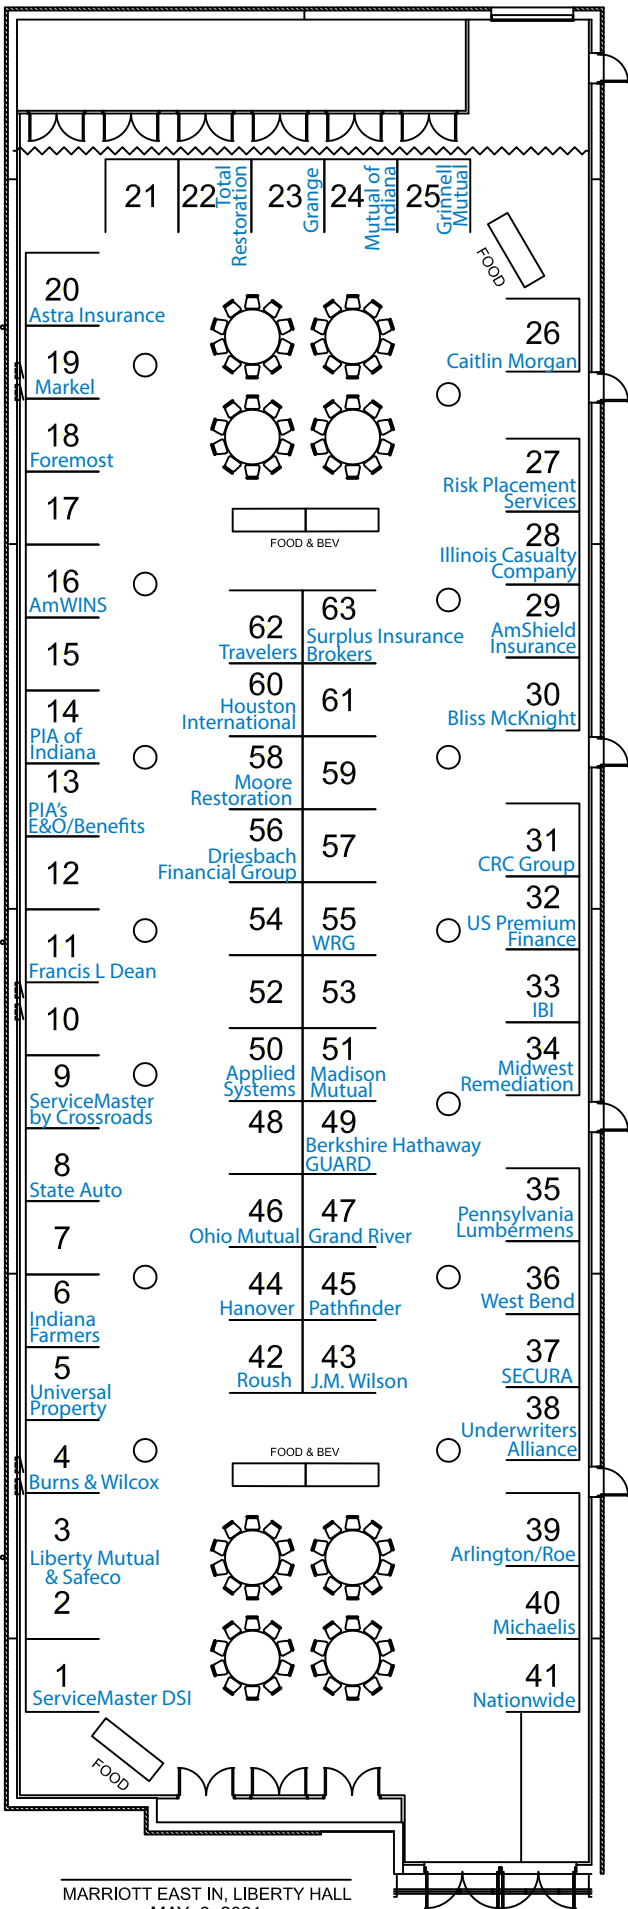 21
22
Total
Restoration
23
Grange
24
Mutual of
Indiana
25
Grinnell
Mutual
FOOD
20
Astra Insurance
19
Markel
18
Foremost
17
16
AmWINS
15
14
PIA of
Indiana
13
PIA's
E&O/Benefits
12
11
Francis L Dean
10
9
ServiceMaster
by Crossroads
8
State Auto
7
6
Indiana
Farmers
5
Universal
Property
4
Burns & Wilcox
3
Liberty Mutual
& Safeco
2
1
ServiceMaster DSI
FOOD
FOOD & BEV
62
Travelers
63
Surplus Insurance
Brokers
60
Houston
International
61
58
Moore
Restoration
59
56
Driesbach
Financial Group
57
54
55
WRG
52
53
50
Applied
Systems
51
Madison
Mutual
48
49
Berkshire Hathaway
GUARD
46
Ohio Mutual
47
Grand River
44
Hanover
45
Pathfinder
42
Roush
43
J.M. Wilson
FOOD & BEV
26
Caitlin Morgan
27
Risk Placement
Services
28
Illinois Casualty
Company
29
AmShield
Insurance
30
Bliss McKnight
31
CRC Group
32
US Premium
Finance
33
IBI
34
Midwest
Remediation
35
Pennsylvania
Lumbermens
36
West Bend
37
SECURA
38
Underwriters
Alliance
39
Arlington/Roe
40
Michaelis
41
Nationwide
MARRIOTT EAST IN, LIBERTY HALL